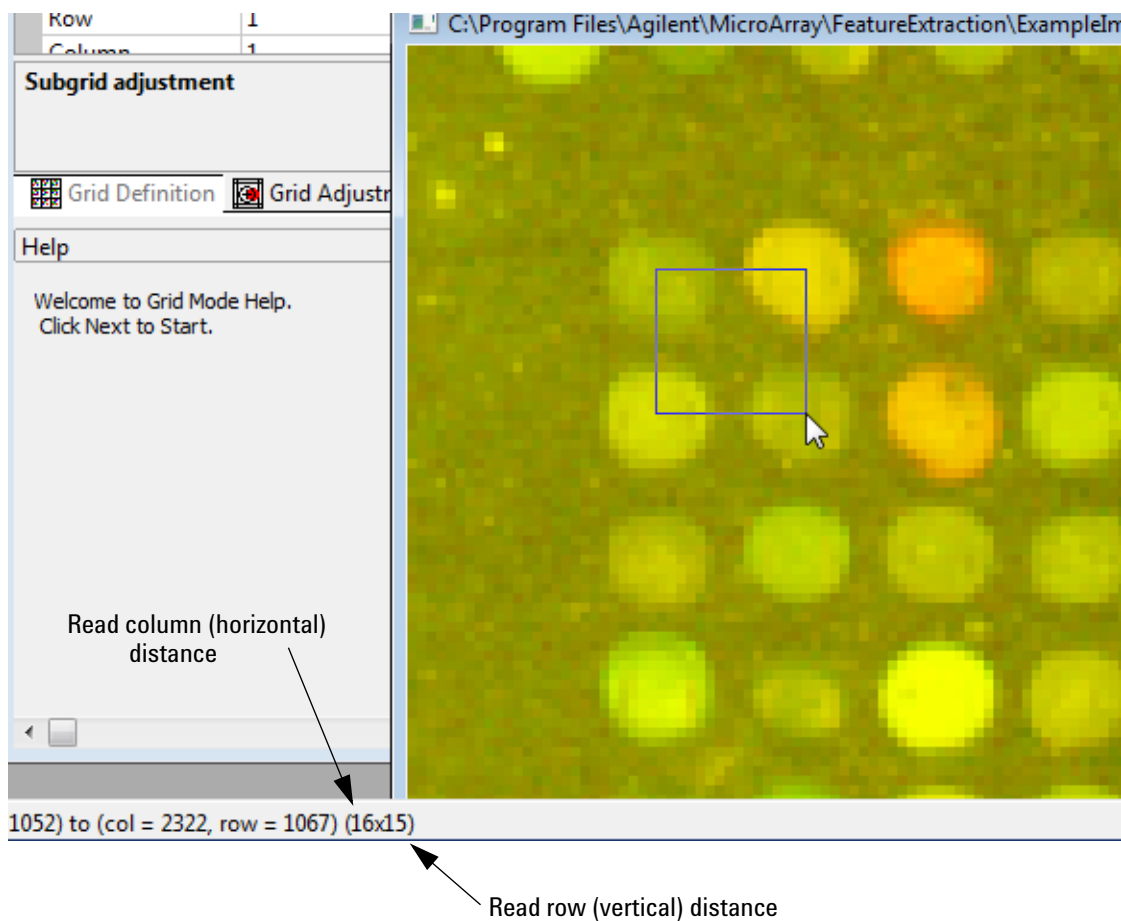 Row 1
C:\Program Files\Agilent\MicroArray\FeatureExtraction\ExampleIm
Column 1
Subgrid adjustment
Grid Definition Grid Adjustr
Help
Welcome to Grid Mode Help.
Click Next to Start.
Read column (horizontal)
distance
1052) to (col = 2322, row = 1067) (16x15)
Read row (vertical) distance